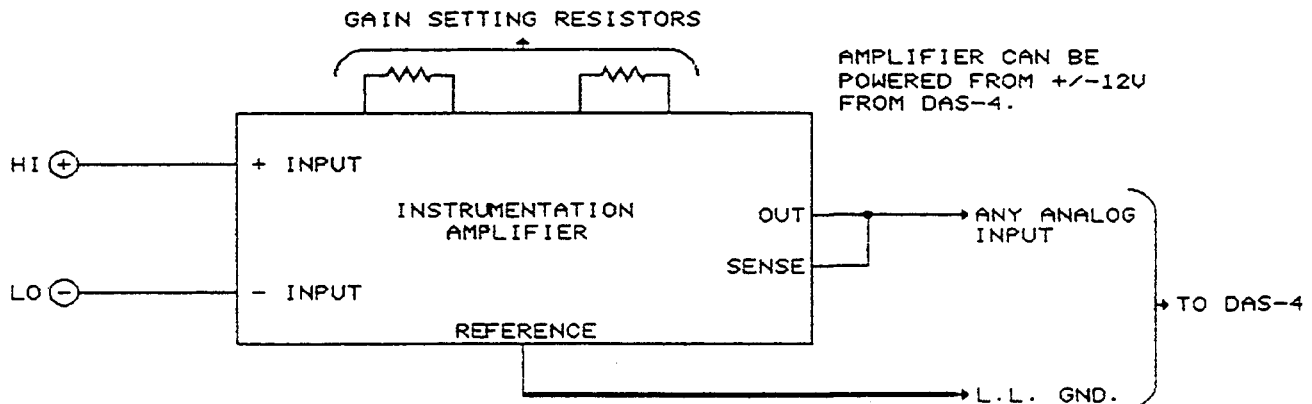 GAIN SETTING RESISTORS
AMPLIFIER CAN BE
POWERED FROM +/-12V
FROM DAS-4.
HI +
+ INPUT
INSTRUMENTATION
AMPLIFIER
OUT
ANY ANALOG
INPUT
SENSE
LO -
- INPUT
TO DAS-4
REFERENCE
L.L. GND.